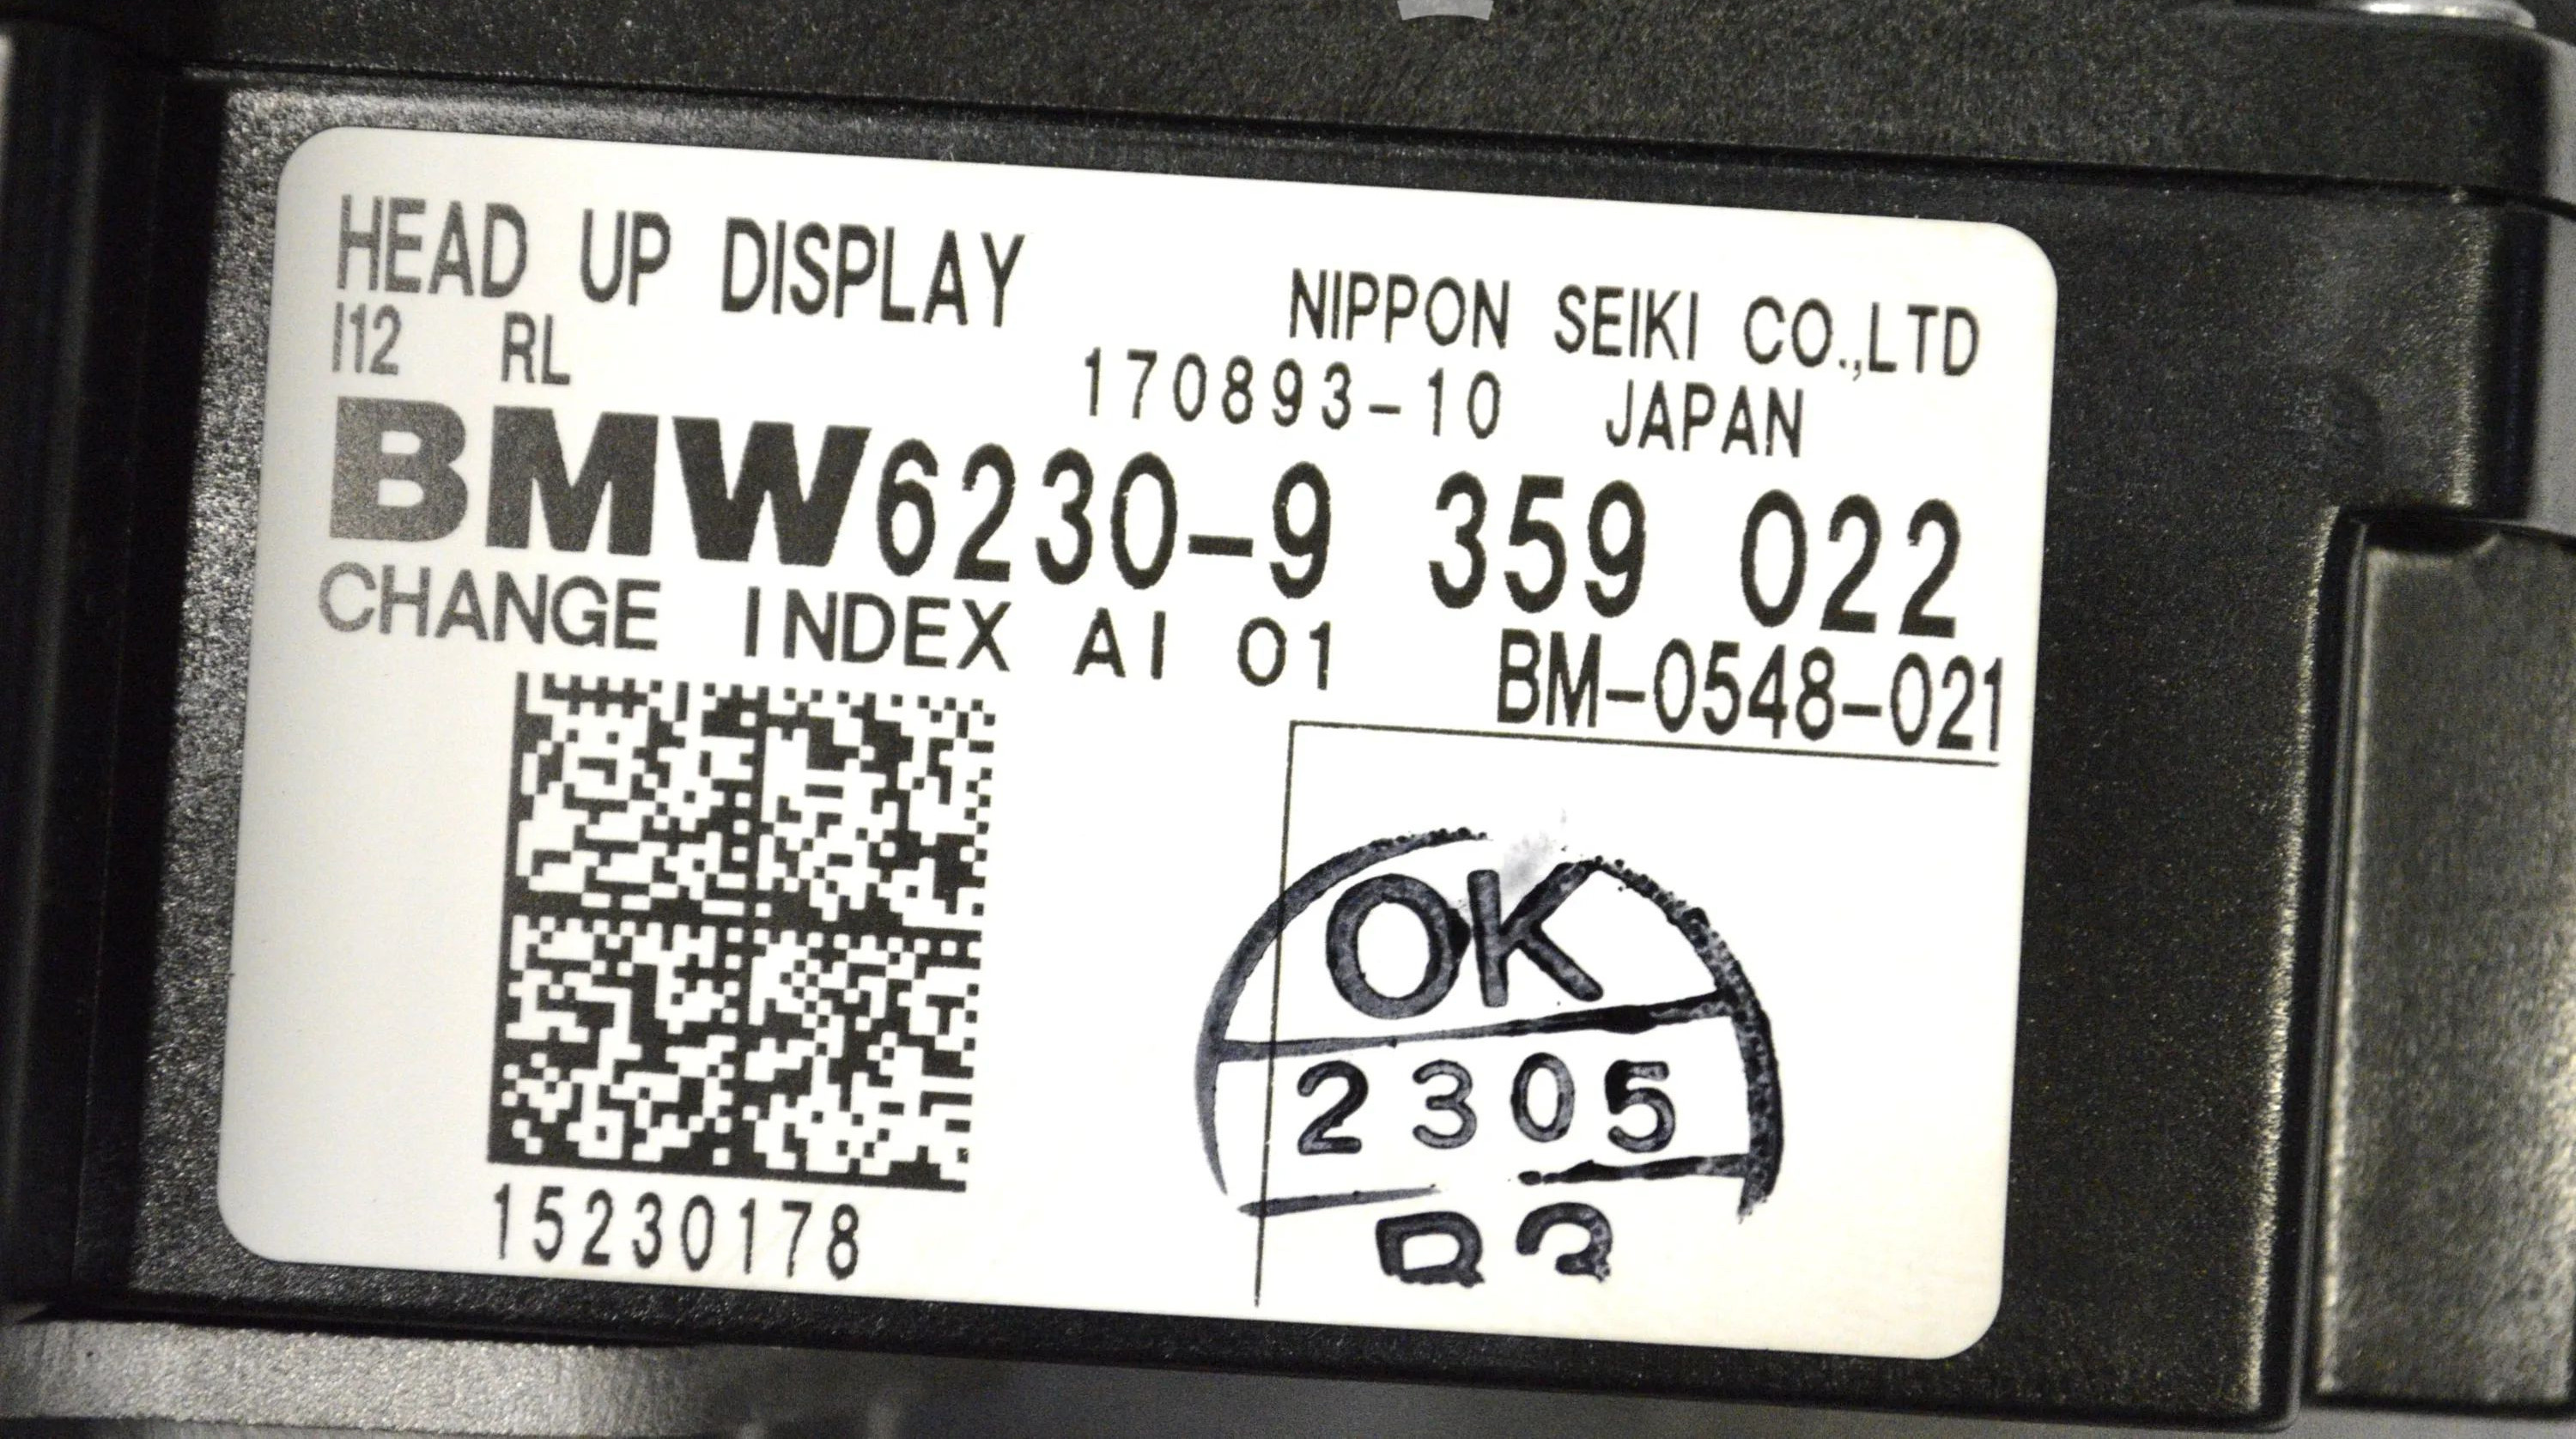 HEAD UP DISPLAY
NIPPON SEIKI CO.,LTD
I12 RL
170893-10 JAPAN
BMW6230-9 359 022
CHANGE INDEX AI 01
BM-0548-021
OK
2305
15230178